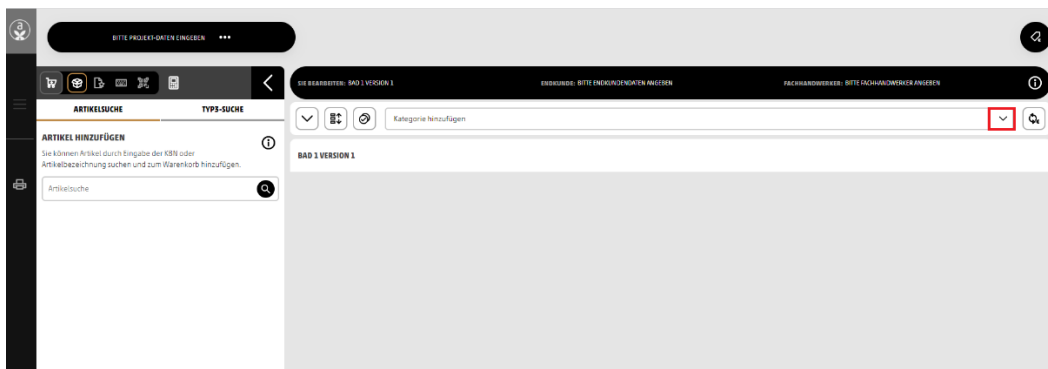 BITTE PROJEKT-DATEN EINGEBEN
SIE BEARBEITEN: BAD 1 VERSION 1
ENDKUNDE: BITTE ENDKUNDENDATEN ANGEBEN
FACHHANDWERKER: BITTE FACHHANDWERKER ANGEBEN
ARTIKELSUCHE
TYP3-SUCHE
Kategorie hinzufügen
ARTIKEL HINZUFÜGEN
Sie können Artikel durch Eingabe der KBN oder
Artikelbezeichnung suchen und zum Warenkorb hinzufügen.
BAD 1 VERSION 1
Artikelsuche